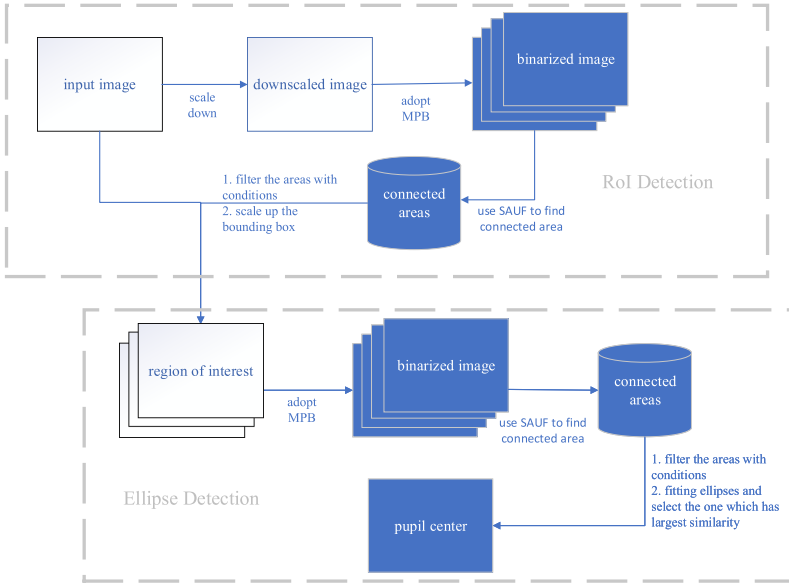 input image
scale
down
downscaled image
adopt
MPB
binarized image
1. filter the areas with
conditions
2. scale up the
bounding box
connected
areas
use SAUF to find
connected area
RoI Detection
region of interest
adopt
MPB
binarized image
use SAUF to find
connected area
connected
areas
1. filter the areas with
conditions
2. fitting ellipses and
select the one which has
largest similarity
Ellipse Detection
pupil center